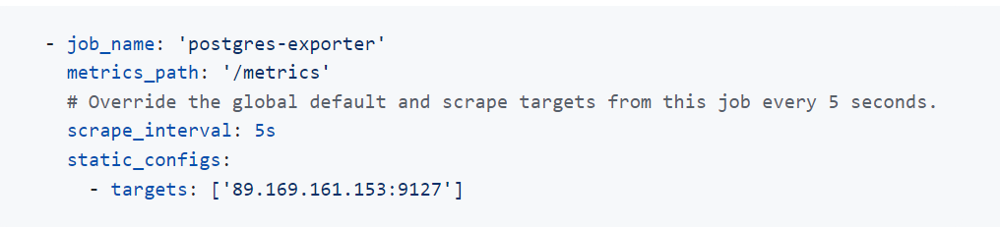 - job_name: 'postgres-exporter'
metrics_path: '/metrics'
# Override the global default and scrape targets from this job every 5 seconds.
scrape_interval: 5s
static_configs:
- targets: ['89.169.161.153:9127']